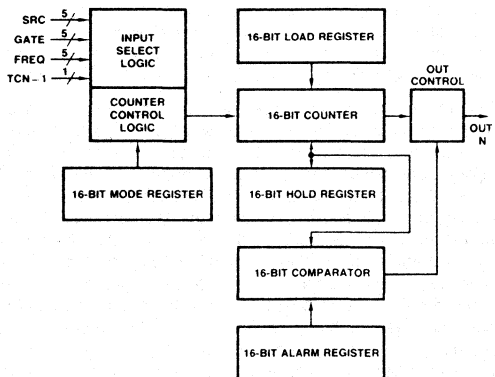 SRC 5
GATE 5
FREQ 5
TCN-1 1
INPUT
SELECT
LOGIC
COUNTER
CONTROL
LOGIC
16-BIT MODE REGISTER
16-BIT LOAD REGISTER
16-BIT COUNTER
16-BIT HOLD REGISTER
16-BIT COMPARATOR
16-BIT ALARM REGISTER
OUT
CONTROL
OUT
N